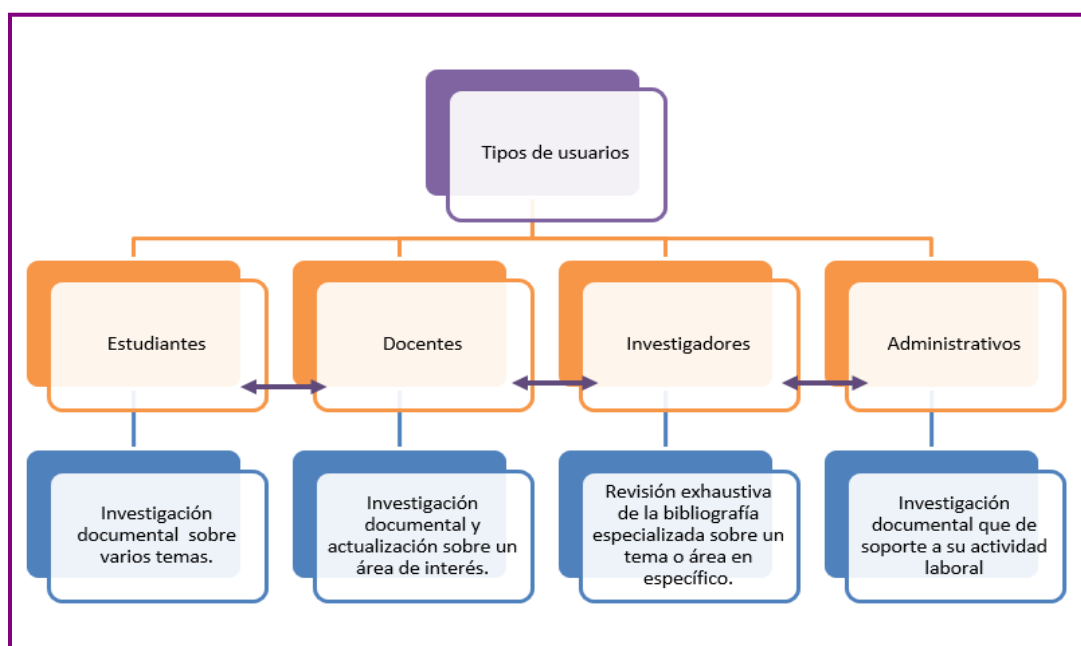 Tipos de usuarios
Estudiantes
Docentes
Investigadores
Administrativos
Investigación
documental  sobre
varios temas.
Investigación
documental y
actualización sobre un
área de interés.
Revisión exhaustiva
de la bibliografía
especializada sobre un
tema o área en
específico.
Investigación
documental que de
soporte a su actividad
laboral